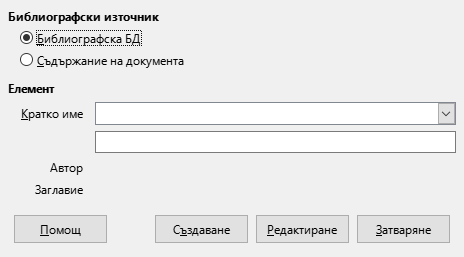 Библиографски източник
Библиографска БД
Съдържание на документа
Елемент
Кратко име
Автор
Заглавие
Помощ
Създаване
Редактиране
Затваряне